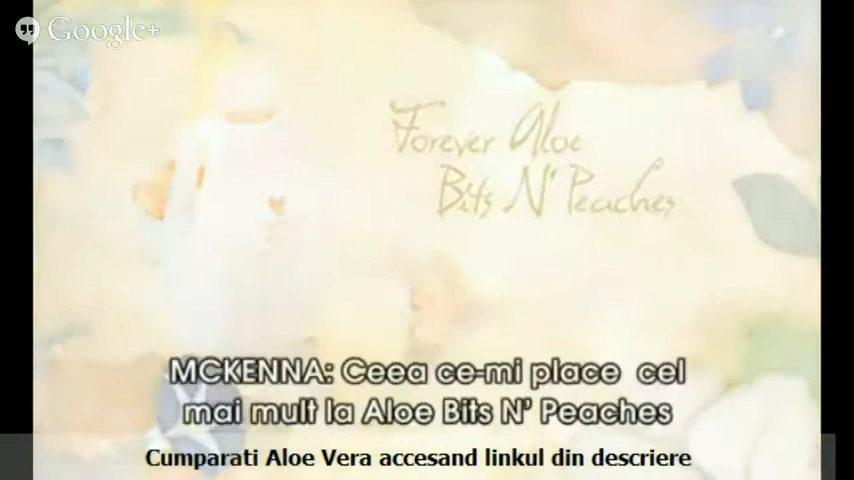 Google+
Forever Aloe
Bits N' Peaches
MCKENNA: Ceea ce-mi place cel
mai mult la Aloe Bits N' Peaches
Cumparati Aloe Vera accesand linkul din descriere